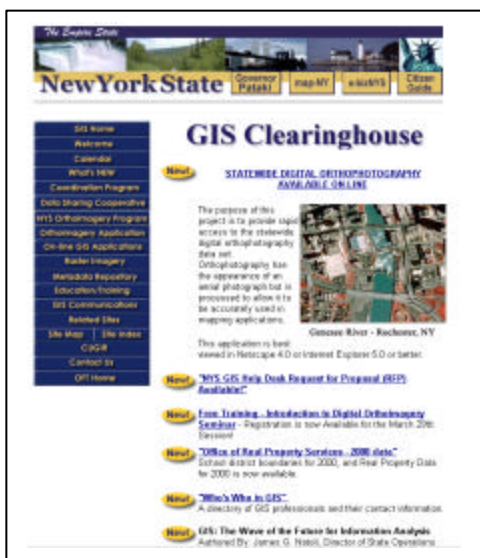 The Empire State
New York State
Governor Pataki
map-NY
e-bizNYS
Citizen Guide
GIS Home
Welcome
Calendar
What's NEW
Coordination Program
Data Sharing Cooperative
NYS Orthoimagery Program
Orthoimagery Application
On-line GIS Applications
Raster Imagery
Metadata Repository
Education/Training
GIS Communications
Related Sites
Site Map | Site Index
CUGIR
Contact Us
OFT Home
GIS Clearinghouse
New!
STATEWIDE DIGITAL ORTHOPHOTOGRAPHY
AVAILABLE ON LINE
The purpose of this
project is to provide rapid
access to the statewide
digital orthophotography
data set.
Orthophotography has
the appearance of an
aerial photograph but is
processed to allow it to
be accurately used in
mapping applications.
Genesee River - Rochester, NY
This application is best
viewed in Netscape 4.0 or Internet Explorer 5.0 or better.
New! "NYS GIS Help Desk Request for Proposal (RFP)
Available!"
New! Free Training - Introduction to Digital OrthoImagery
Seminar - Registration is now Available for the March 29th
Session!
New! "Office of Real Property Services - 2000 data"
School district boundaries for 2000, and Real Property Data
for 2000 is now available.
New! "Who's Who in GIS"
A directory of GIS professionals and their contact information.
New! GIS: The Wave of the Future for Information Analysis
Authored By: James G. Natoli, Director of State Operations